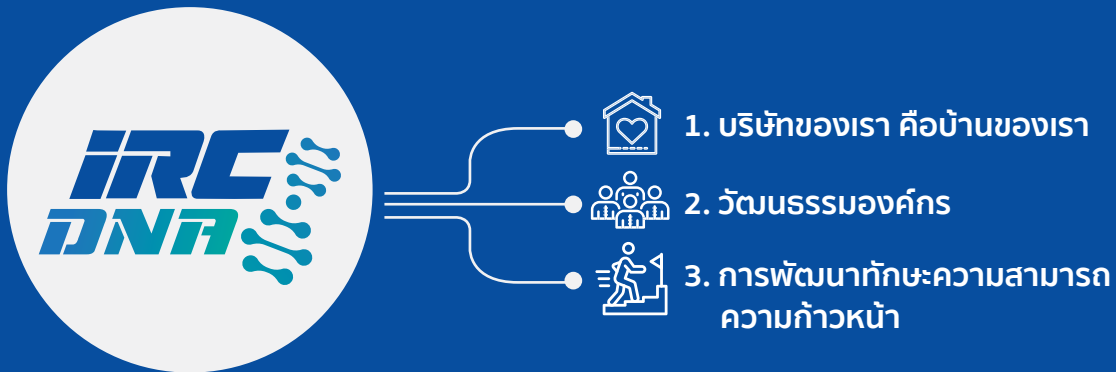 IRC
DNA
1. บริษัทของเรา คือบ้านของเรา
2. วัฒนธรรมองค์กร
3. การพัฒนาทักษะความสามารถ
ความก้าวหน้า